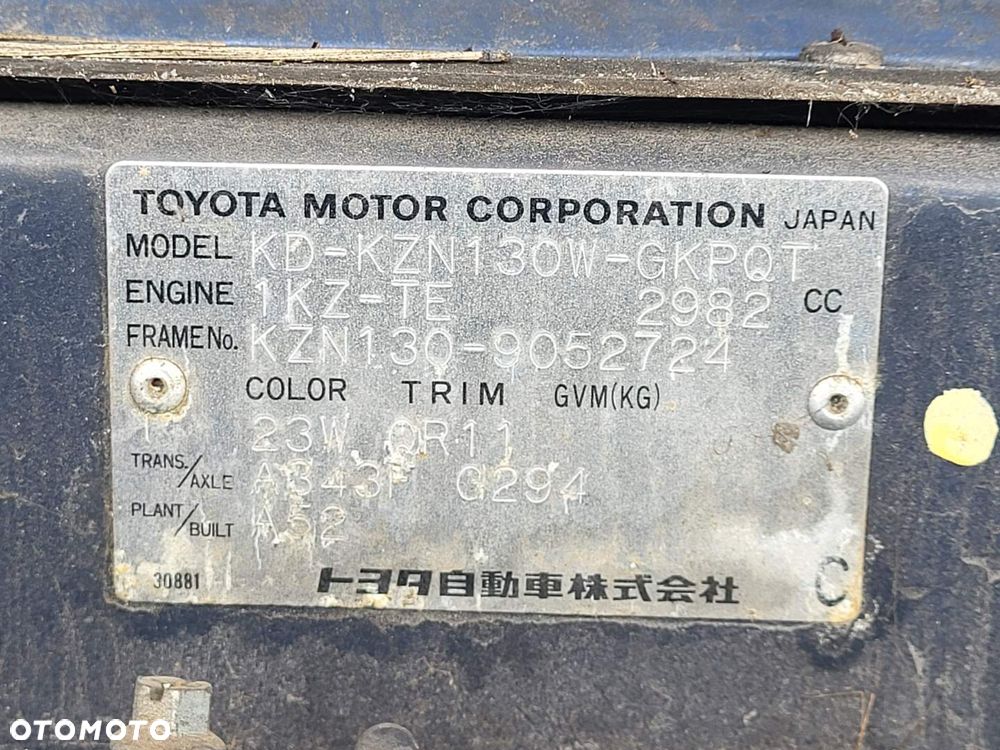 TOYOTA MOTOR CORPORATION JAPAN
MODEL KD-KZN130W-GKPQT
ENGINE 1KZ-TE 2982 CC
FRAME No. KZN130-9052724
COLOR TRIM GVM(KG)
23W QR11
TRANS./AXLE A343F G294
PLANT/BUILT A52
30881 トヨタ自動車株式会社 C
OTOMOTO